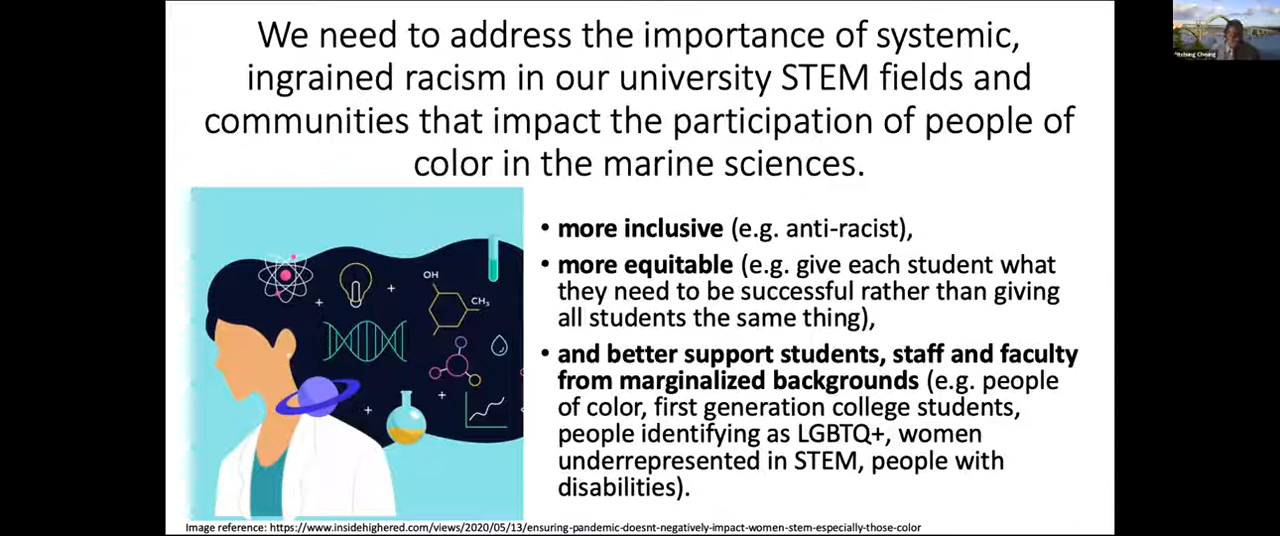 We need to address the importance of systemic,
ingrained racism in our university STEM fields and
communities that impact the participation of people of
color in the marine sciences.
OH
CH₃
• more inclusive (e.g. anti-racist),
• more equitable (e.g. give each student what
they need to be successful rather than giving
all students the same thing),
• and better support students, staff and faculty
from marginalized backgrounds (e.g. people
of color, first generation college students,
people identifying as LGBTQ+, women
underrepresented in STEM, people with
disabilities).
Image reference: https://www.insidehighered.com/views/2020/05/13/ensuring-pandemic-doesnt-negatively-impact-women-stem-especially-those-color